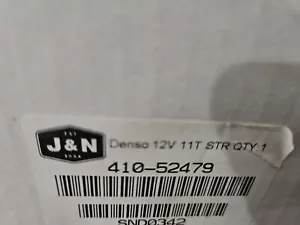 J&N
Denso 12V 11T STR QTY 1
410-52479
SND0342